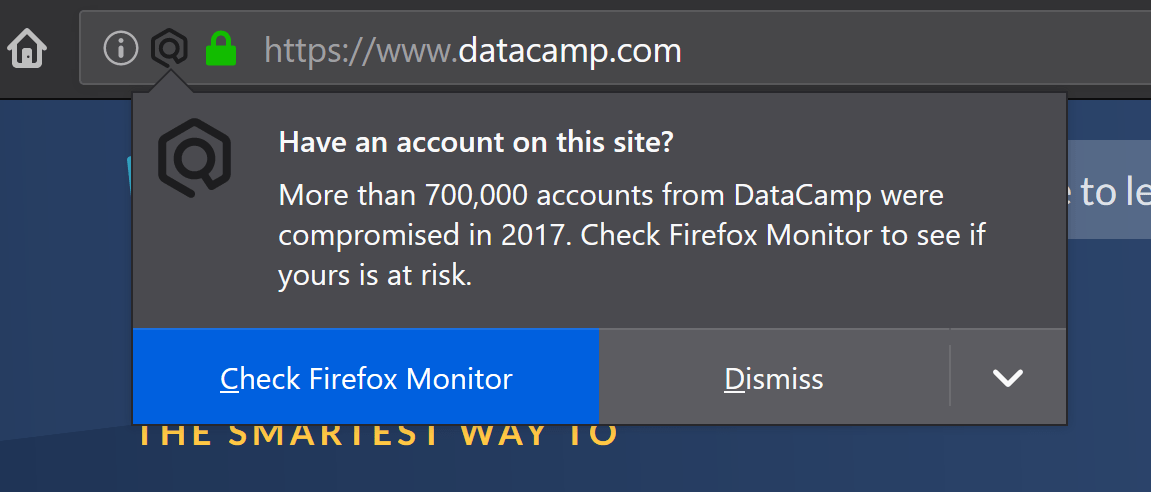 https://www.datacamp.com
Have an account on this site?
More than 700,000 accounts from DataCamp were
compromised in 2017. Check Firefox Monitor to see if
yours is at risk.
to le
Check Firefox Monitor
Dismiss
THE SMARTEST WAY TO